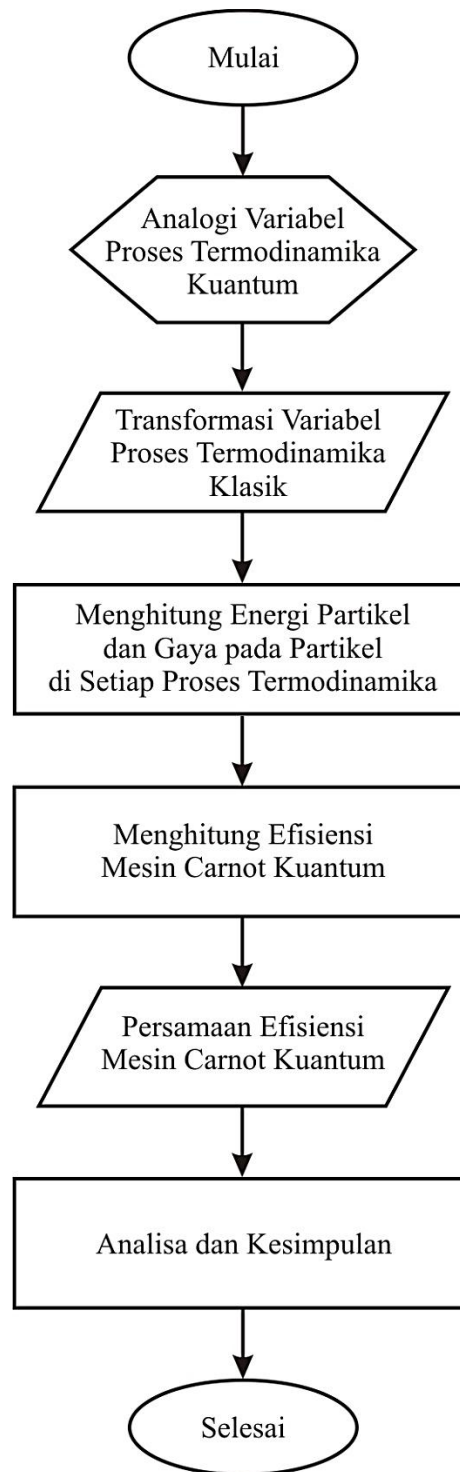 Mulai
Analogi Variabel
Proses Termodinamika
Kuantum
Transformasi Variabel
Proses Termodinamika
Klasik
Menghitung Energi Partikel
dan Gaya pada Partikel
di Setiap Proses Termodinamika
Menghitung Efisiensi
Mesin Carnot Kuantum
Persamaan Efisiensi
Mesin Carnot Kuantum
Analisa dan Kesimpulan
Selesai